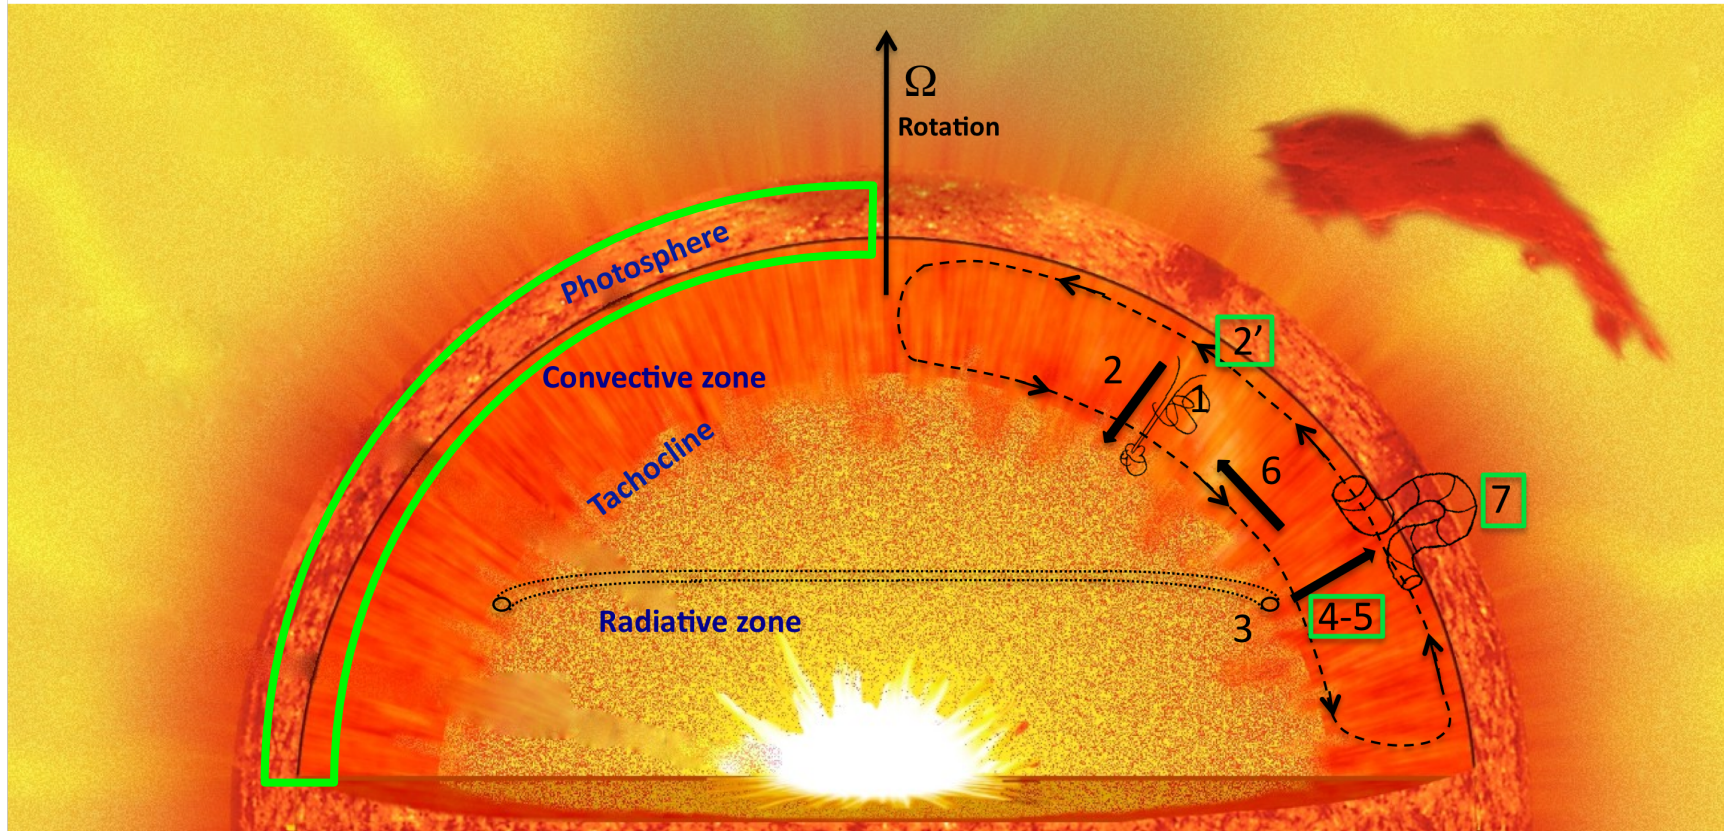 Ω
Rotation
Photosphere
2’
Convective zone
2
1
Tachocline
6
7
Radiative zone
3
4-5